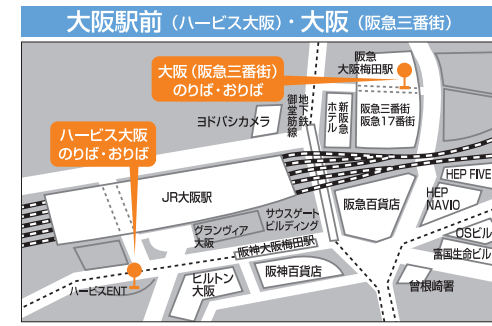 大阪駅前（ハービス大阪）・大阪（阪急三番街）
阪急
大阪梅田駅
大阪（阪急三番街）
のりば・おりば
地下鉄
御堂筋線
新阪急
ホテル
阪急三番街
阪急17番街
ヨドバシカメラ
ハービス大阪
のりば・おりば
HEP FIVE
JR大阪駅
HEP
NAVIO
阪急百貨店
サウスゲート
ビルディング
グランヴィア
大阪
OSビル
阪神大阪梅田駅
富国生命ビル
ハービスENT
ヒルトン
大阪
阪神百貨店
曽根崎署